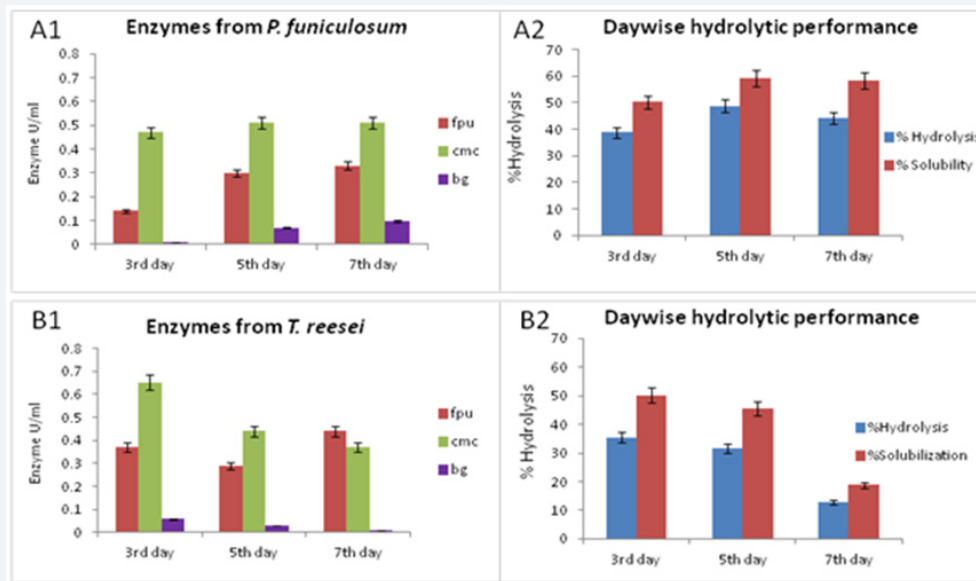 A1
Enzymes from P. funiculosum
Enzyme U/ml
0.8
0.7
0.6
0.5
0.4
0.3
0.2
0.1
0
3rd day 5th day 7th day
fpu
cmc
bg
A2
Daywise hydrolytic performance
%Hydrolysis
70
60
50
40
30
20
10
0
3rd day 5th day 7th day
% Hydrolysis
% Solubility
B1
Enzymes from T. reesei
Enzyme U/ml
0.8
0.7
0.6
0.5
0.4
0.3
0.2
0.1
0
3rd day 5th day 7th day
fpu
cmc
bg
B2
Daywise hydrolytic performance
% Hydrolysis
70
60
50
40
30
20
10
0
3rd day 5th day 7th day
%Hydrolysis
%Solubilization